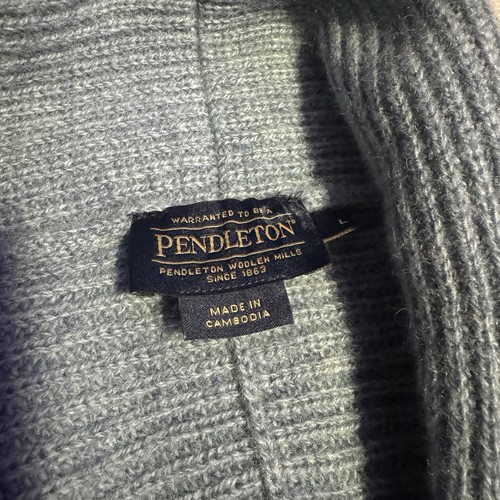 WARRANTED TO BE A
PENDLETON®
PENDLETON WOOLEN MILLS
SINCE 1863
L
MADE IN
CAMBODIA